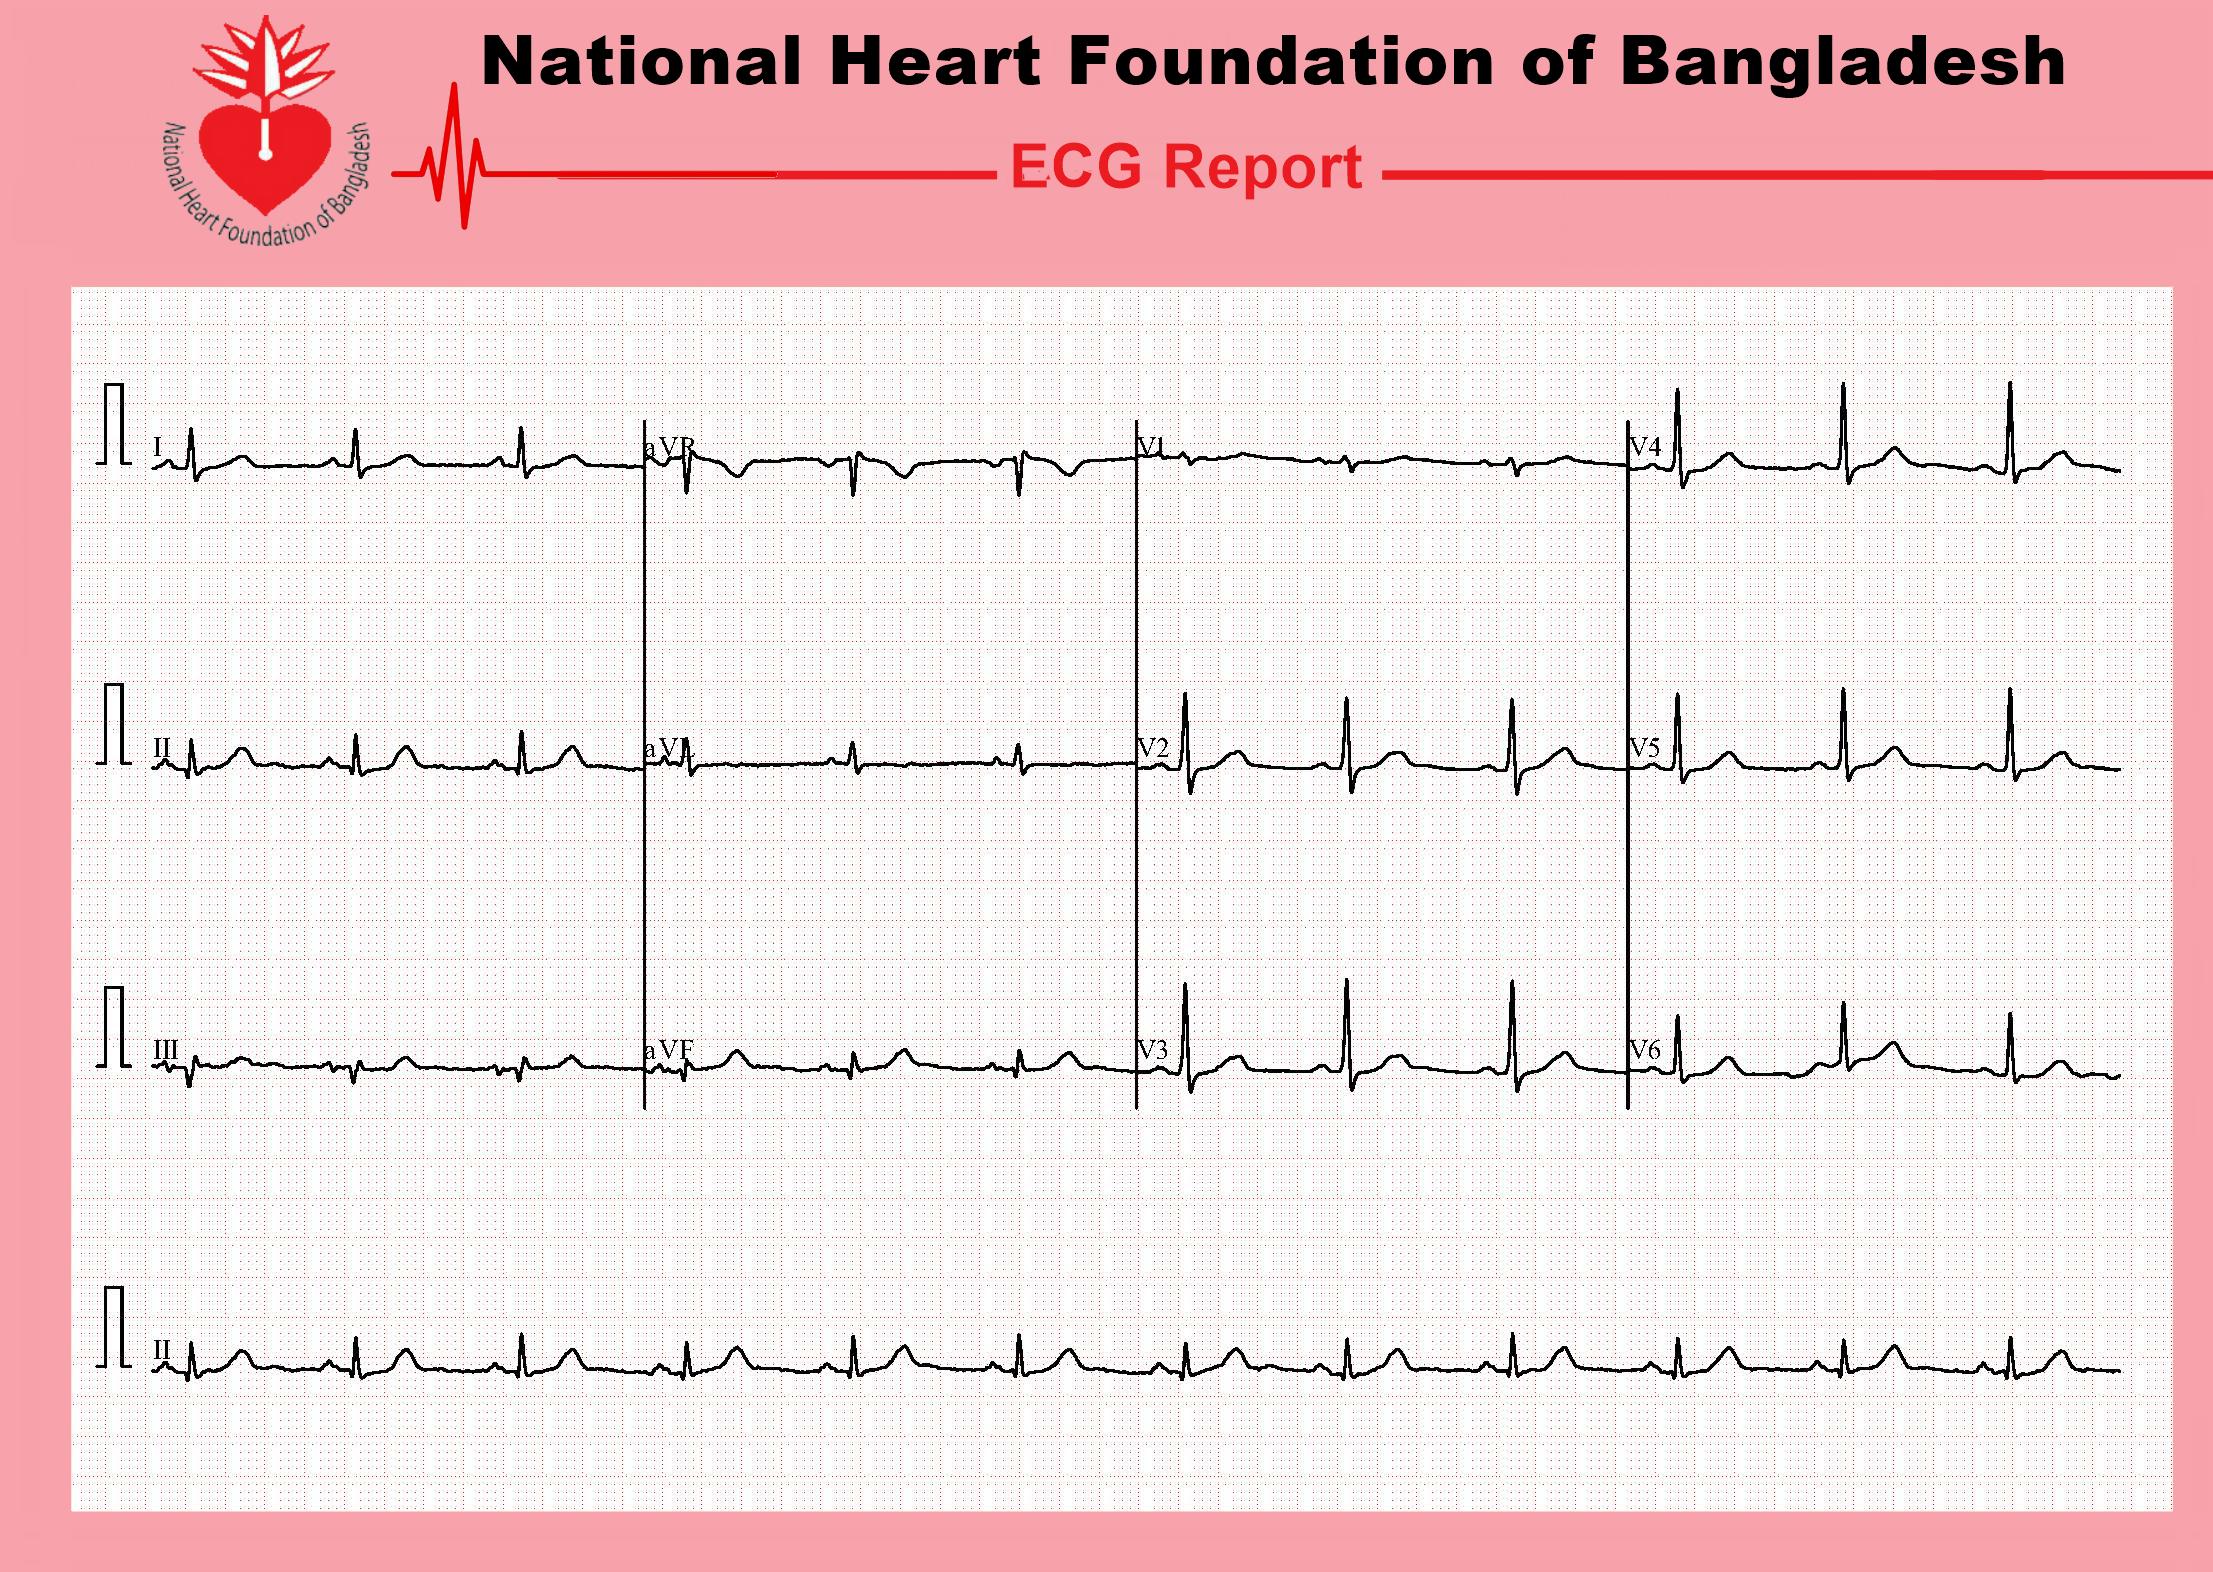 National Heart Foundation of Bangladesh
National Heart Foundation of Bangladesh
ECG Report
I
aVR
V1
V4
II
aVL
V2
V5
III
aVF
V3
V6
II